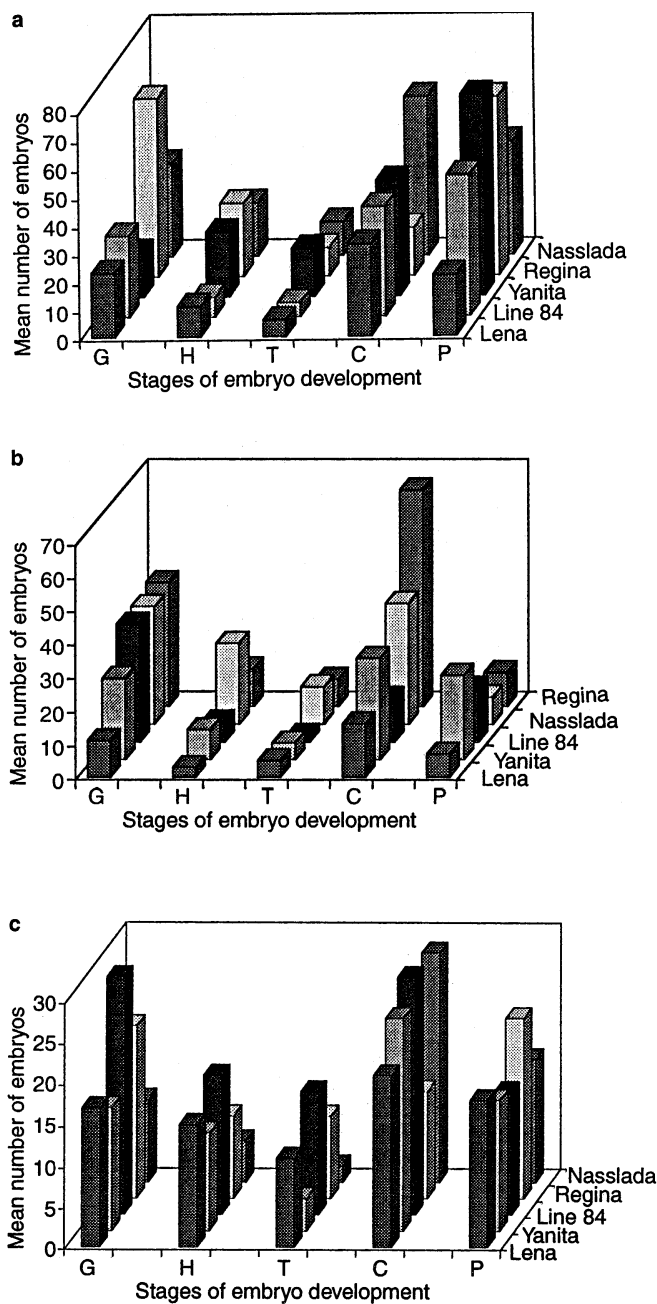 a
80
70
60
50
40
30
20
10
0
Mean number of embryos
G H T C P
Nasslada
Regina
Yanita
Line 84
Lena
Stages of embryo development
b
70
60
50
40
30
20
10
0
Mean number of embryos
G H T C P
Regina
Nasslada
Line 84
Yanita
Lena
Stages of embryo development
c
30
25
20
15
10
5
0
Mean number of embryos
G H T C P
Nasslada
Regina
Line 84
Yanita
Lena
Stages of embryo development